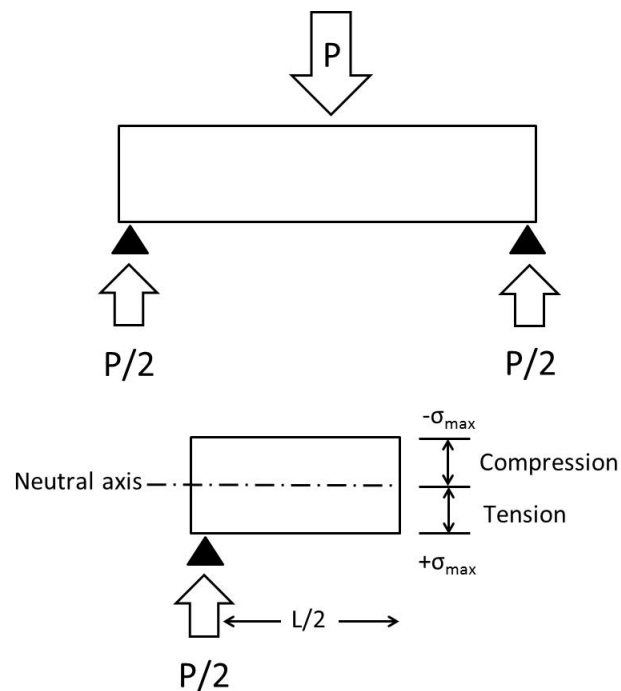 P
P/2 P/2
-σmax
Neutral axis Compression
Tension
+σmax
L/2
P/2